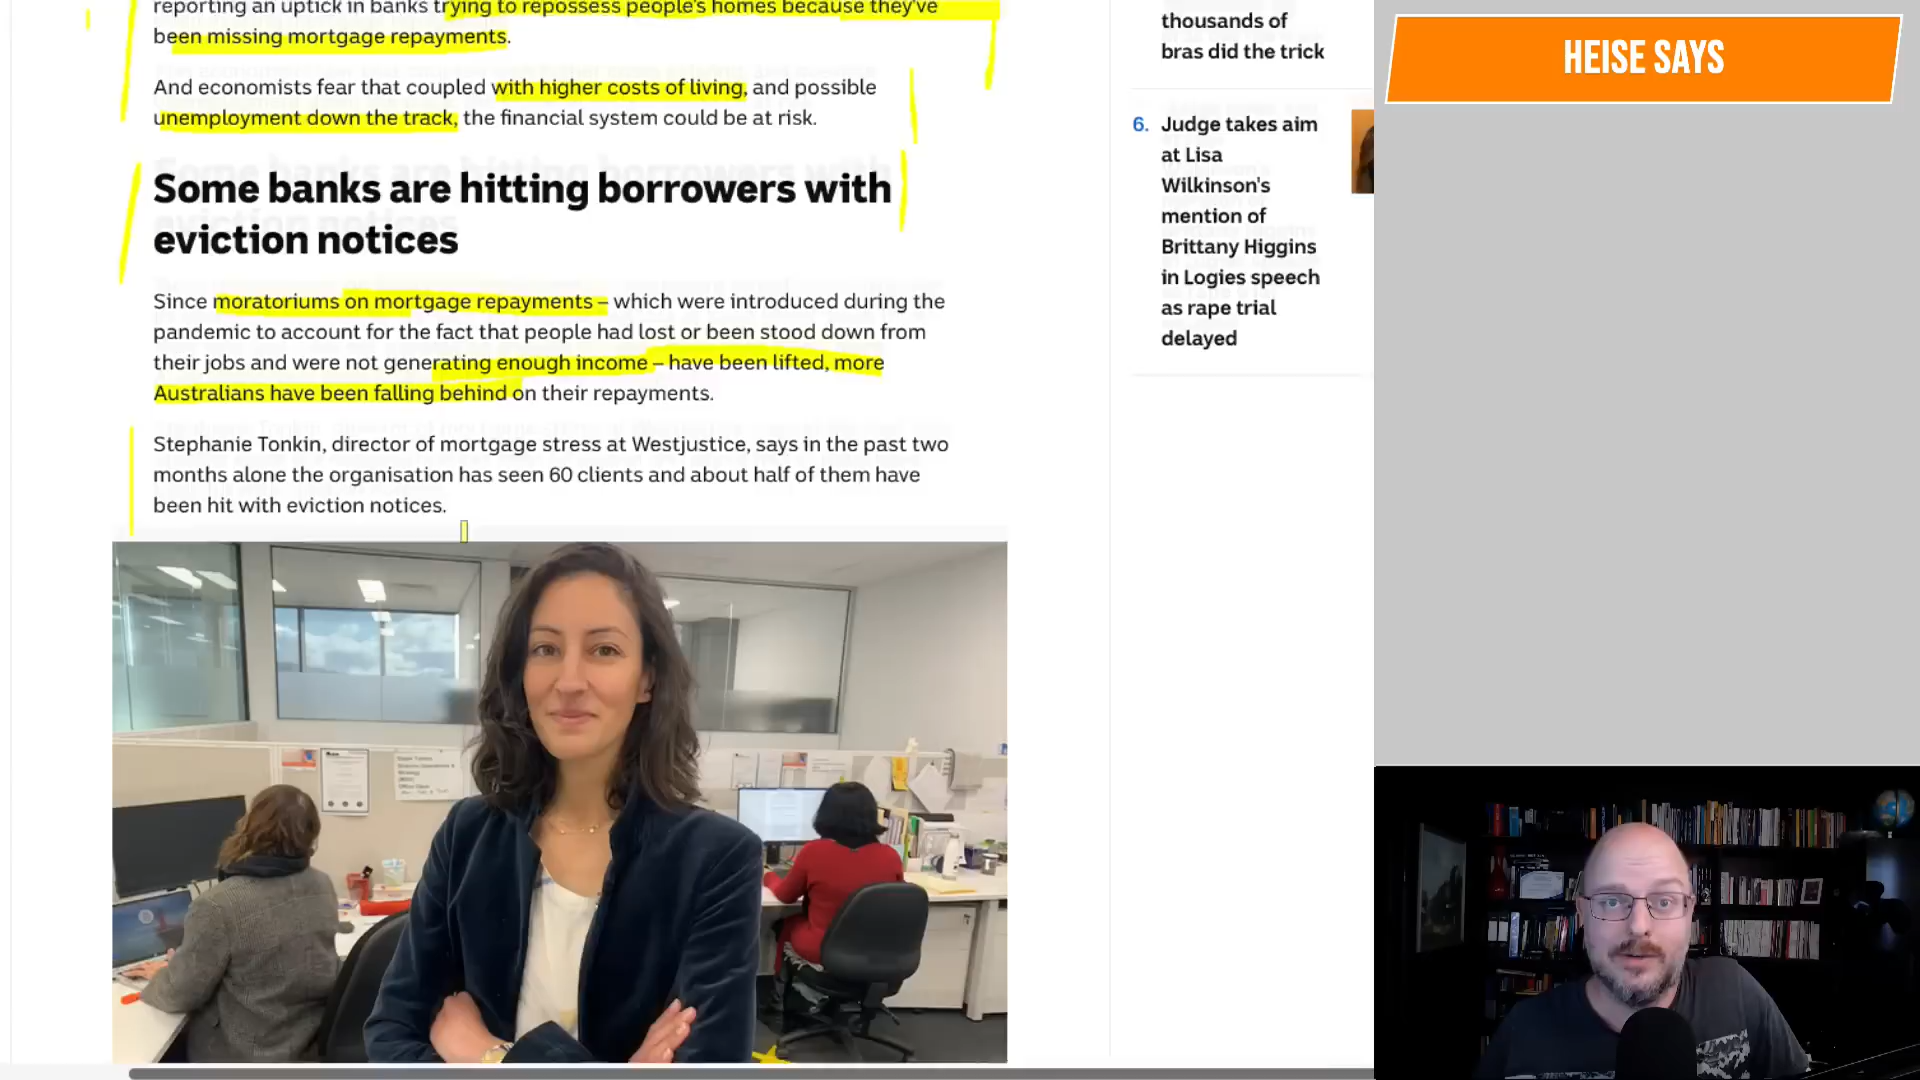 reporting an uptick in banks trying to repossess people's homes because they've
been missing mortgage repayments.
And economists fear that coupled with higher costs of living, and possible
unemployment down the track, the financial system could be at risk.
Some banks are hitting borrowers with
eviction notices
Since moratoriums on mortgage repayments – which were introduced during the
pandemic to account for the fact that people had lost or been stood down from
their jobs and were not generating enough income – have been lifted, more
Australians have been falling behind on their repayments.
Stephanie Tonkin, director of mortgage stress at Westjustice, says in the past two
months alone the organisation has seen 60 clients and about half of them have
been hit with eviction notices.
thousands of
bras did the trick
6. Judge takes aim
at Lisa
Wilkinson's
mention of
Brittany Higgins
in Logies speech
as rape trial
delayed
HEISE SAYS